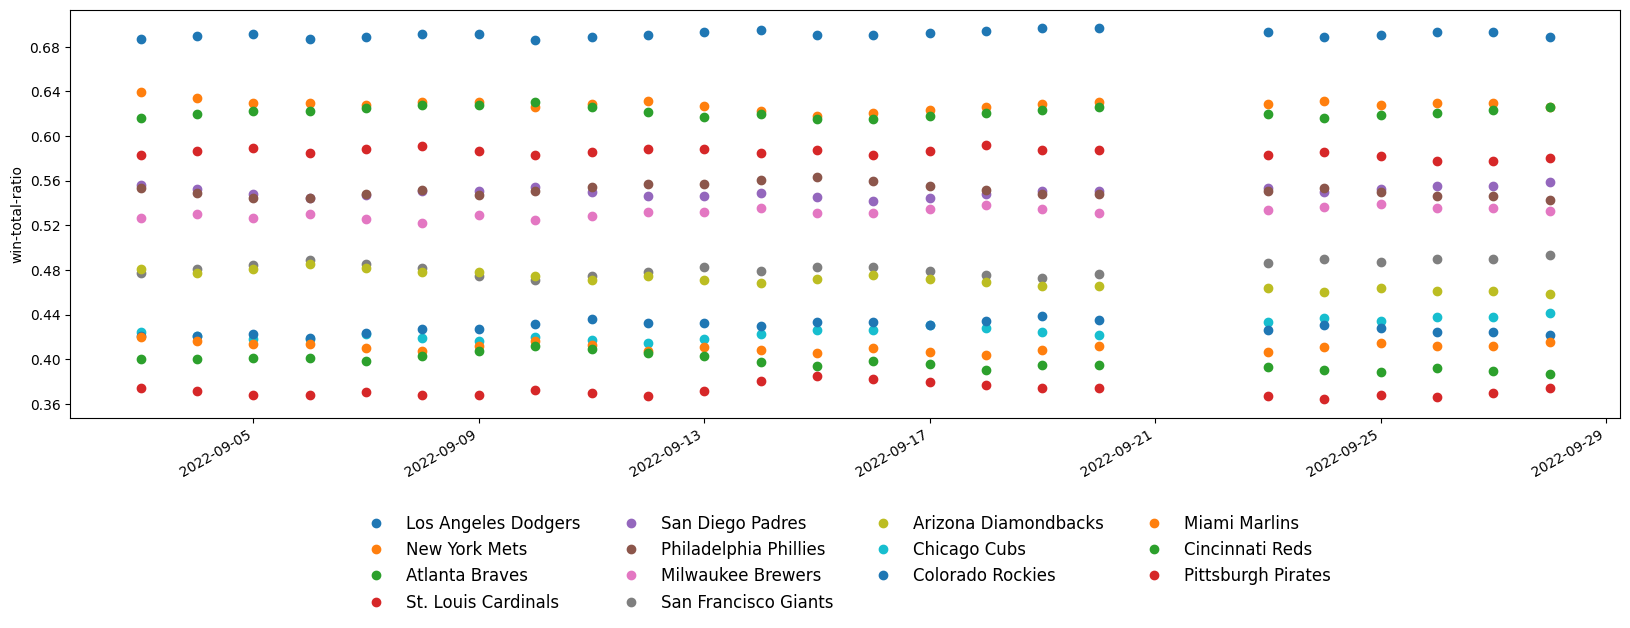 0.68
0.64
0.60
0.56
0.52
0.48
0.44
0.40
0.36
win-total-ratio
2022-09-05
2022-09-09
2022-09-13
2022-09-17
2022-09-21
2022-09-25
2022-09-29
Los Angeles Dodgers
New York Mets
Atlanta Braves
St. Louis Cardinals
San Diego Padres
Philadelphia Phillies
Milwaukee Brewers
San Francisco Giants
Arizona Diamondbacks
Chicago Cubs
Colorado Rockies
Miami Marlins
Cincinnati Reds
Pittsburgh Pirates